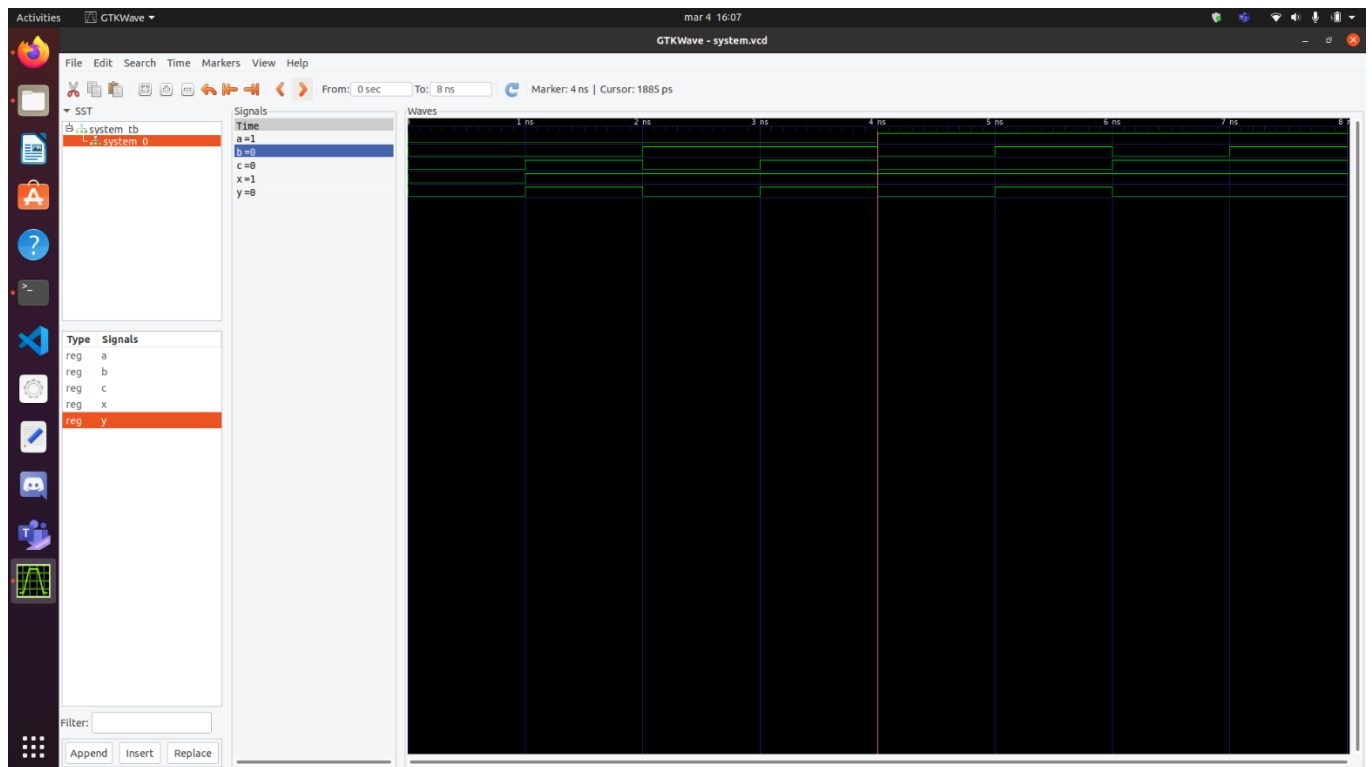 Activities GTKWave mar 4 16:07
GTKWave - system.vcd
File Edit Search Time Markers View Help
From: 0 sec To: 8 ns Marker: 4 ns | Cursor: 1885 ps
SST
system_tb
system_0
Type Signals
reg a
reg b
reg c
reg x
reg y
Filter:
Append Insert Replace
Signals
Time
a=1
b=0
c=0
x=1
y=0
Waves
1 ns 2 ns 3 ns 4 ns 5 ns 6 ns 7 ns 8